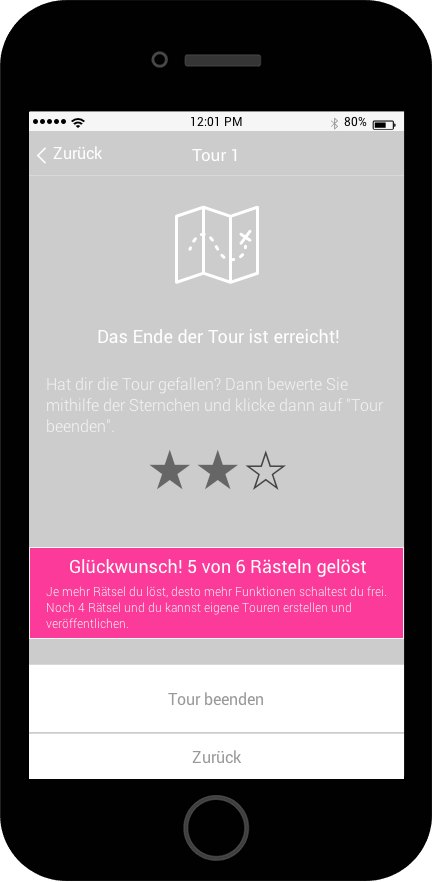 12:01 PM 80%
Zurück Tour 1
Das Ende der Tour ist erreicht!
Hat dir die Tour gefallen? Dann bewerte Sie
mithilfe der Sternchen und klicke dann auf "Tour
beenden".
Glückwunsch! 5 von 6 Rästeln gelöst
Je mehr Rätsel du löst, desto mehr Funktionen schaltest du frei.
Noch 4 Rätsel und du kannst eigene Touren erstellen und
veröffentlichen.
Tour beenden
Zurück